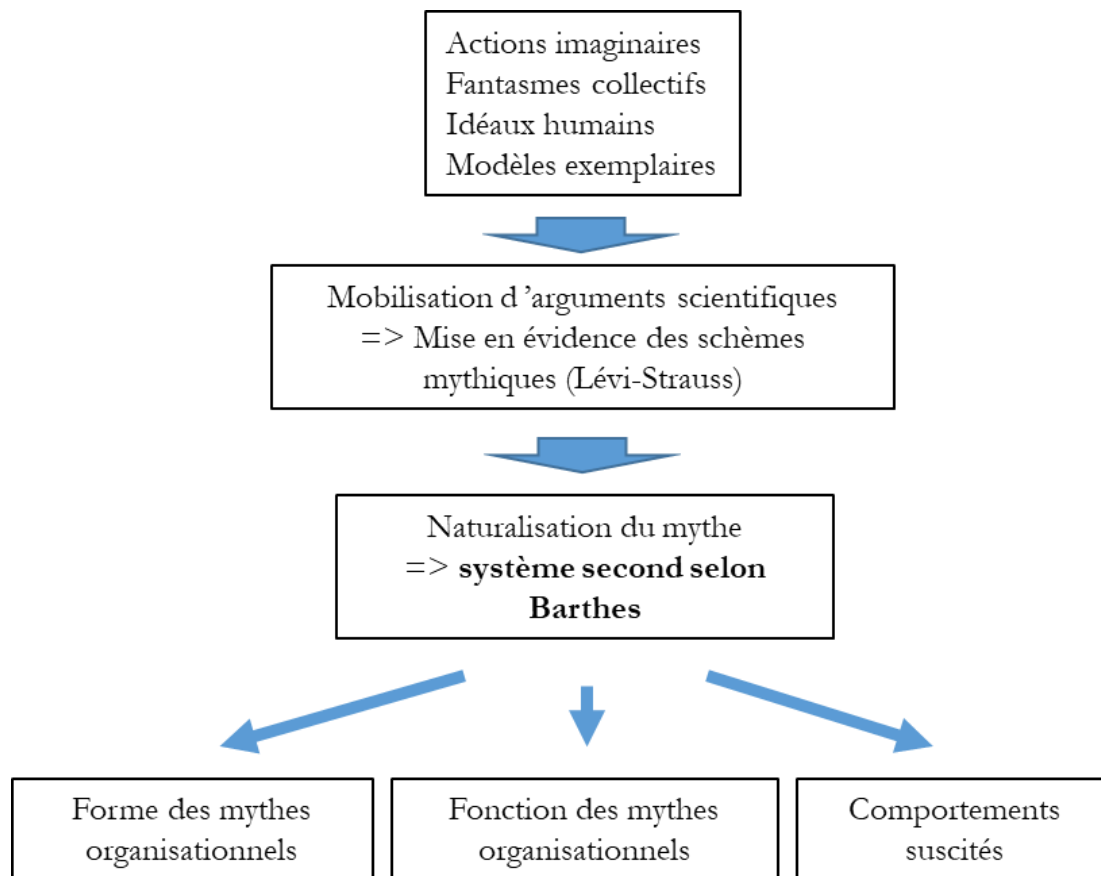 Actions imaginaires
Fantasmes collectifs
Idéaux humains
Modèles exemplaires
Mobilisation d ’arguments scientifiques
=> Mise en évidence des schèmes
mythiques (Lévi-Strauss)
Naturalisation du mythe
=> système second selon
Barthes
Forme des mythes
organisationnels
Fonction des mythes
organisationnels
Comportements
suscités